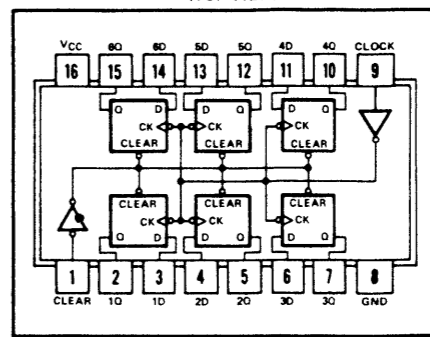 VCC 6Q 6D 5D 5Q 4D 4Q CLOCK
16 15 14 13 12 11 10 9
Q D D Q D Q
CK CK CK
CLEAR CLEAR CLEAR
CLEAR CLEAR CLEAR
CK CK CK
Q D D Q D Q
1 2 3 4 5 6 7 8
CLEAR 1Q 1D 2D 2Q 3D 3Q GND